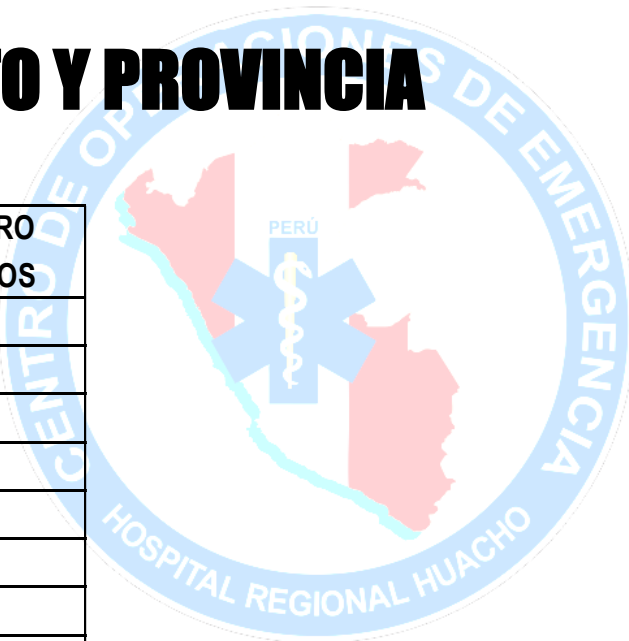 TO Y PROVINCIA
RO
OS
CENTRO DE OPERACIONES DE EMERGENCIA
PERÚ
HOSPITAL REGIONAL HUACHO